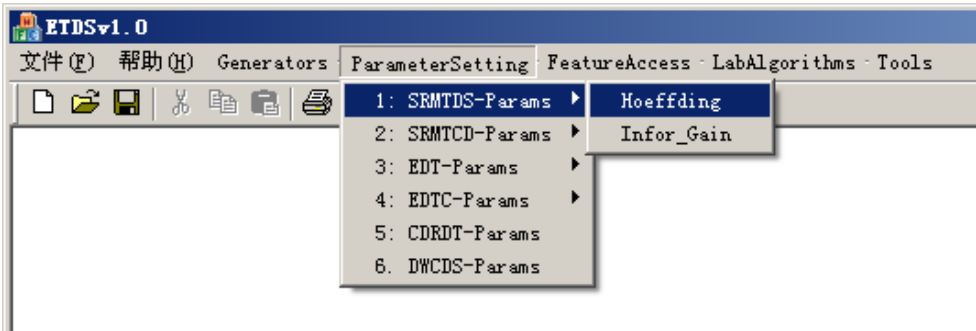 ETDSv1.0
文件(F) 帮助(H) Generators ParameterSetting FeatureAccess LabAlgorithms Tools
1: SRMTDS-Params Hoeffding
2: SRMTCD-Params Infor_Gain
3: EDT-Params
4: EDTC-Params
5: CDRDT-Params
6. DWCDS-Params